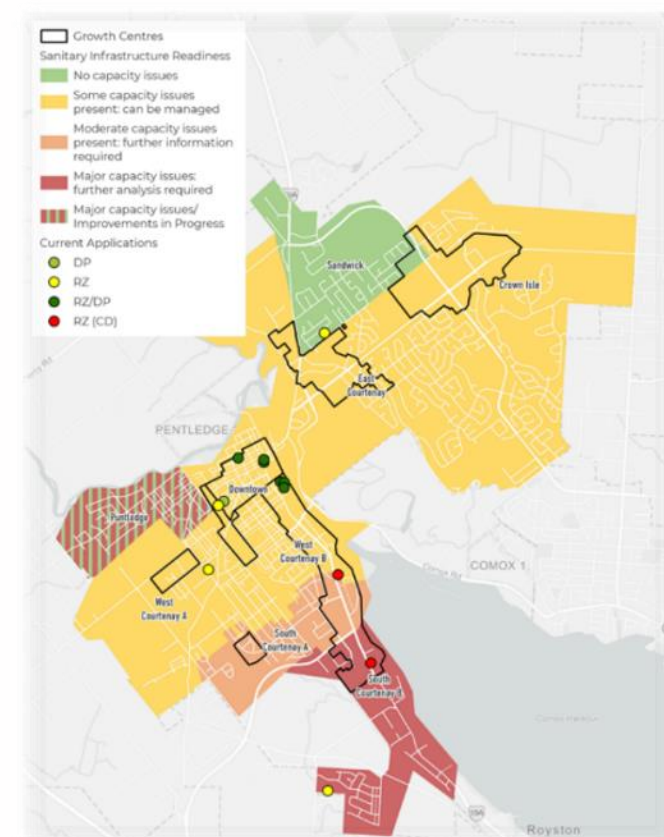 Growth Centres
Sanitary Infrastructure Readiness
No capacity issues
Some capacity issues
present: can be managed
Moderate capacity issues
present: further information
required
Major capacity issues:
further analysis required
Major capacity issues/
Improvements in Progress
Current Applications
DP
RZ
RZ/DP
RZ (CD)
Sandwick
Crown Isle
East
Courtenay
PENTLEDGE
Puntledge
Downtown
West
Courtenay B
COMOX 1
West
Courtenay A
South
Courtenay A
South
Courtenay B
19A
Royston